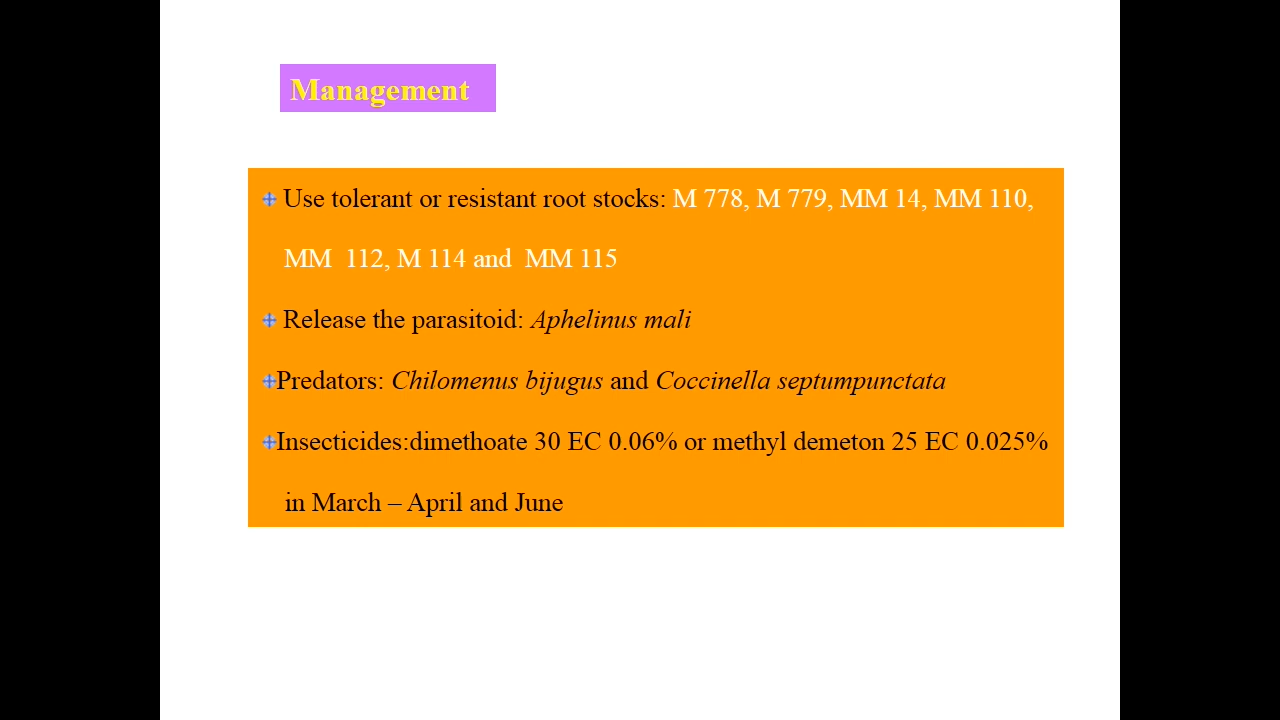 Management
Use tolerant or resistant root stocks: M 778, M 779, MM 14, MM 110,
MM 112, M 114 and MM 115
Release the parasitoid: Aphelinus mali
Predators: Chilomenus bijugus and Coccinella septumpunctata
Insecticides:dimethoate 30 EC 0.06% or methyl demeton 25 EC 0.025%
in March – April and June